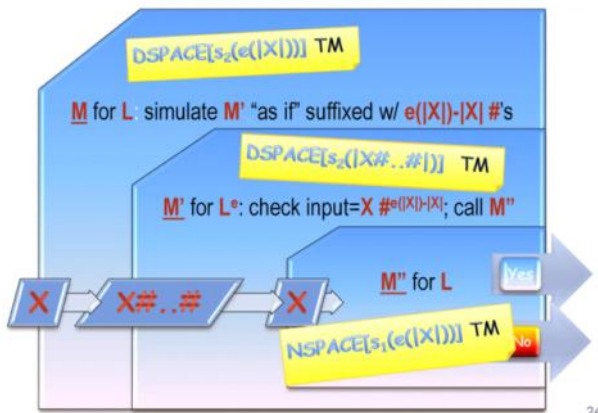 DSPACE[s₂(e(|X|))] TM
M for L: simulate M' "as if" suffixed w/ e(|X|)-|X| #'s
DSPACE[s₂(|X#..#|)] TM
M' for Lᵉ: check input=X #ᵉ⁽|X|⁾⁻|X|; call M"
M" for L
Yes
X
X#..#
X
No
NSPACE[s₁(e(|X|))] TM